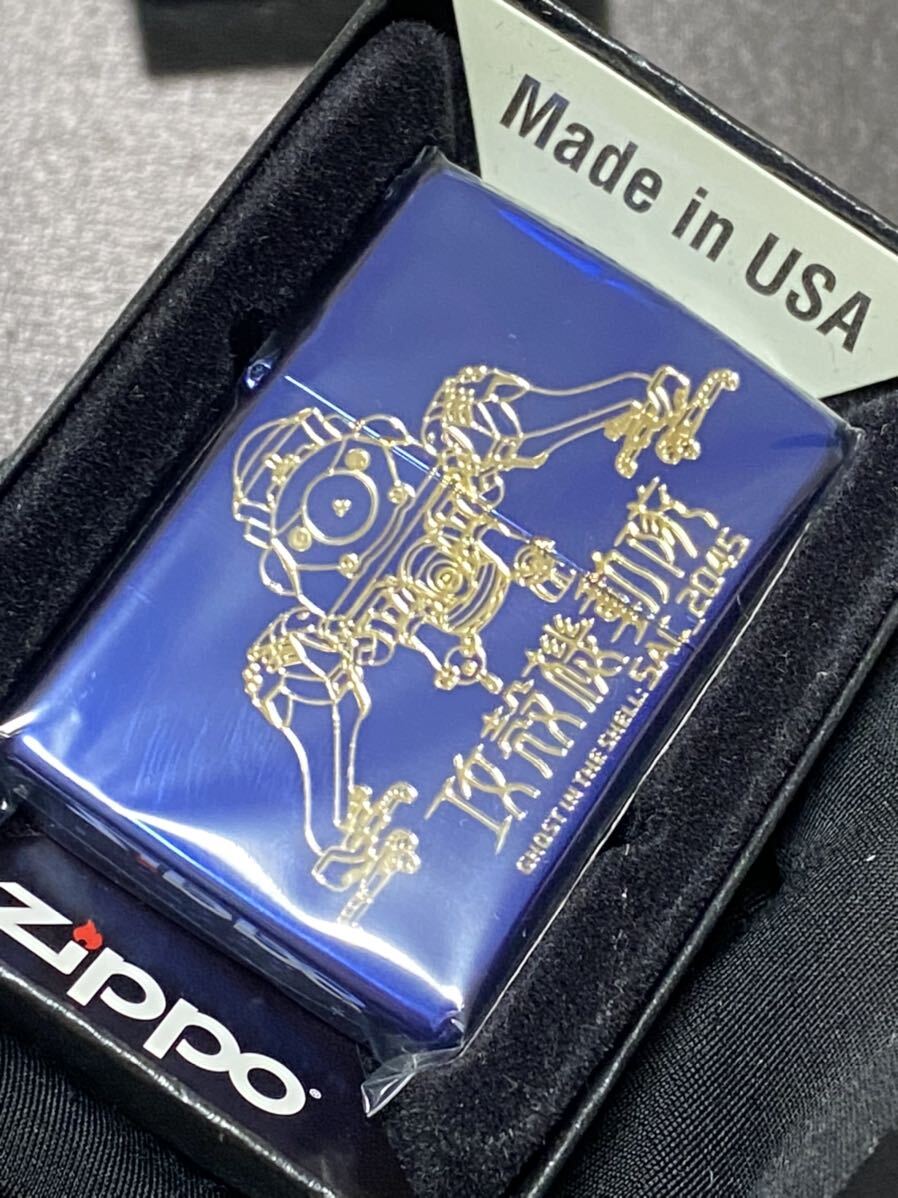 Made in USA
攻殻機動隊
GHOST IN THE SHELL: SAC_2045
Zippo